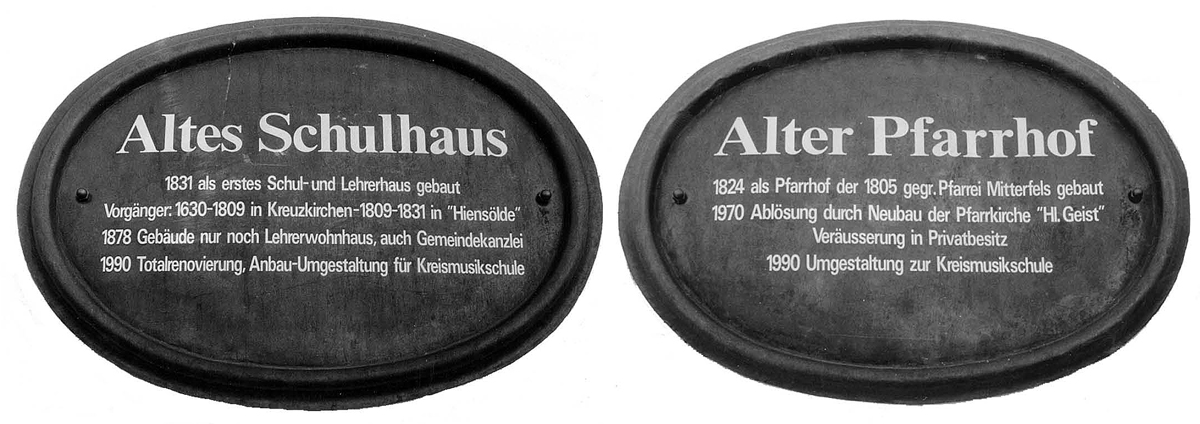 Altes Schulhaus
1831 als erstes Schul-und Lehrerhaus gebaut
Vorgänger: 1630-1809 in Kreuzkirchen-1809-1831 in "Hiensölde"
1878 Gebäude nur noch Lehrerwohnhaus, auch Gemeindekanzlei
1990 Totalrenovierung, Anbau-Umgestaltung für Kreismusikschule
Alter Pfarrhof
1824 als Pfarrhof der 1805 gegr. Pfarrei Mitterfels gebaut
1970 Ablösung durch Neubau der Pfarrkirche "Hl. Geist"
Veräusserung in Privatbesitz
1990 Umgestaltung zur Kreismusikschule